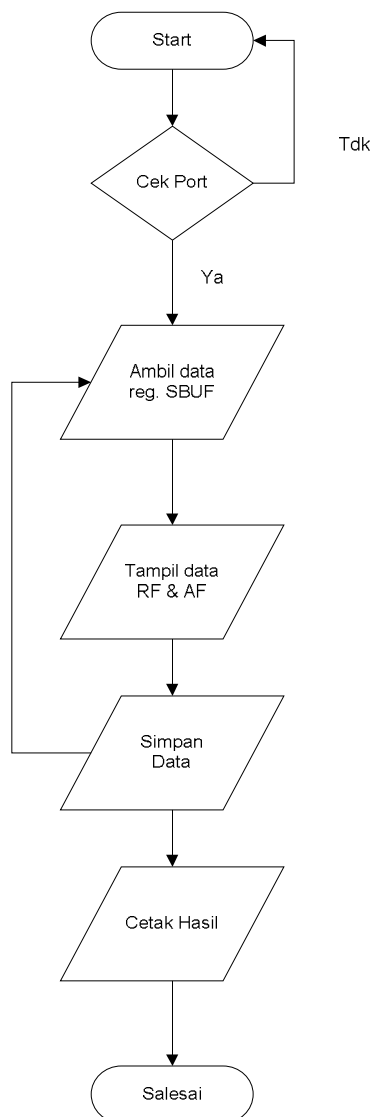 Start
Tdk
Cek Port
Ya
Ambil data
reg. SBUF
Tampil data
RF & AF
Simpan
Data
Cetak Hasil
Salesai